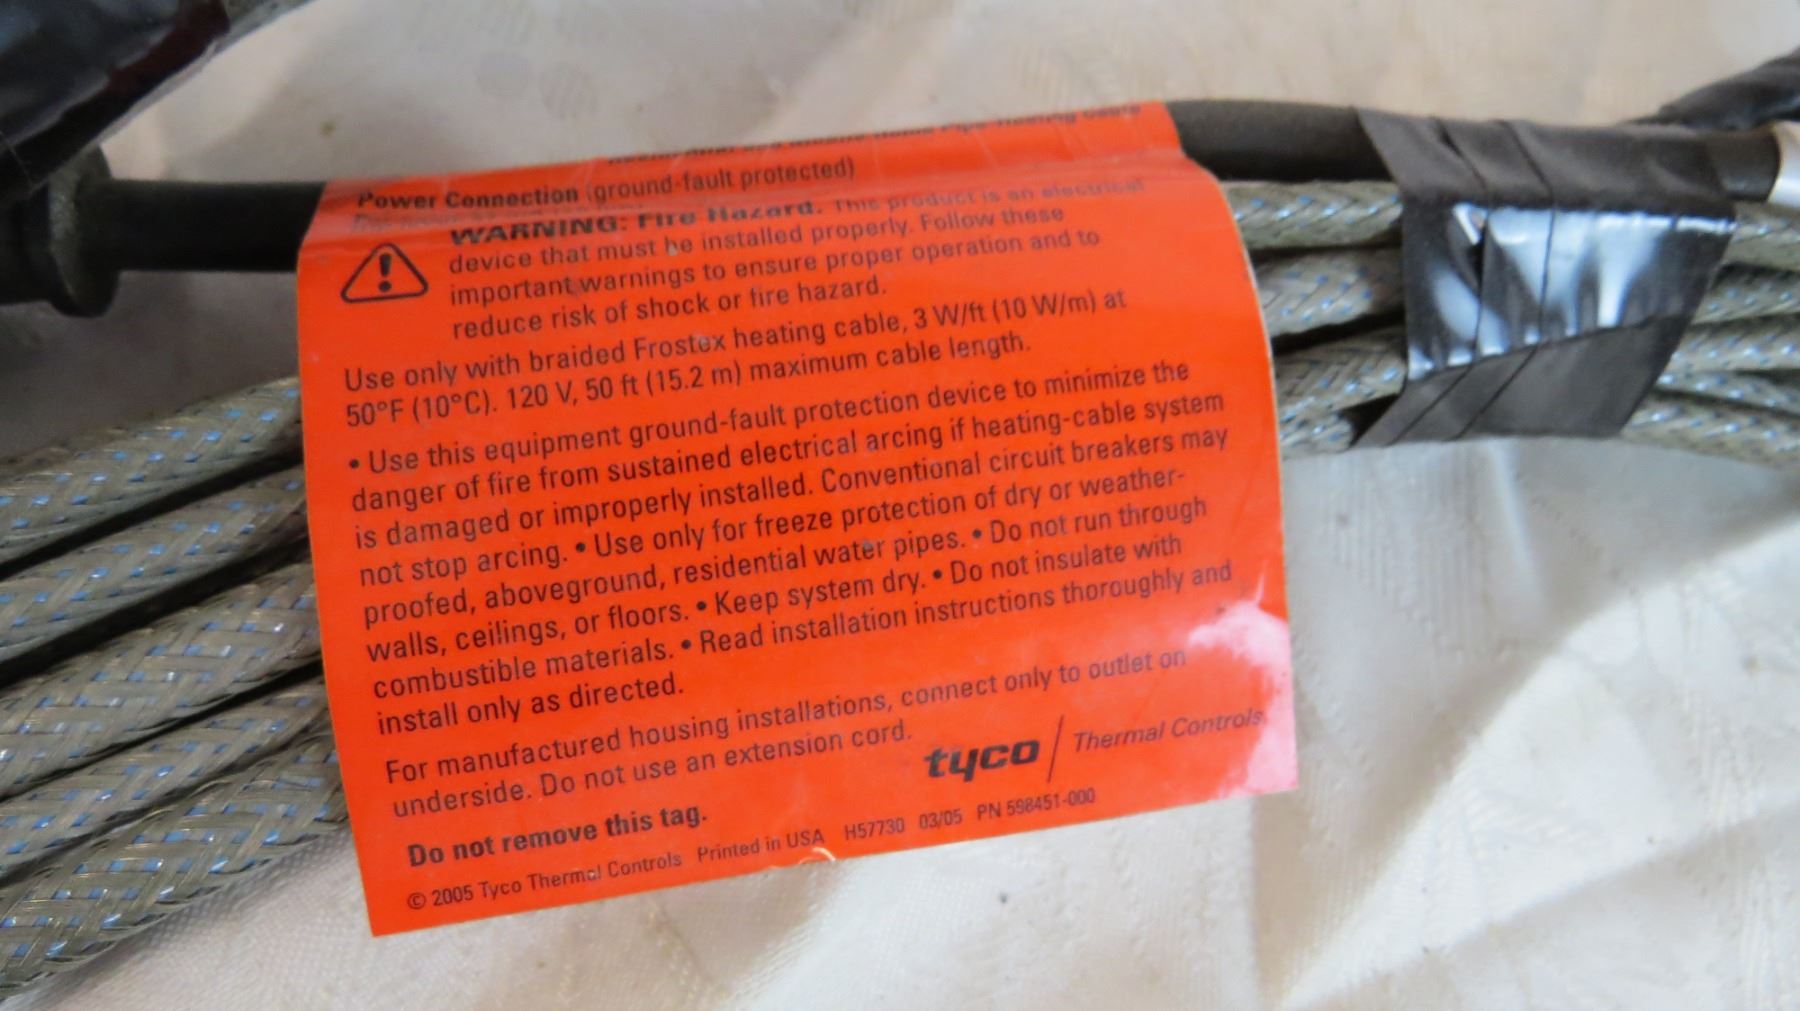 Pipe-Heating Cable
Power Connection (ground-fault protected)
WARNING: Fire Hazard. This product is an electrical
device that must be installed properly. Follow these
important warnings to ensure proper operation and to
reduce risk of shock or fire hazard.
Use only with braided Frostex heating cable, 3 W/ft (10 W/m) at
50°F (10°C). 120 V, 50 ft (15.2 m) maximum cable length.
• Use this equipment ground-fault protection device to minimize the
danger of fire from sustained electrical arcing if heating-cable system
is damaged or improperly installed. Conventional circuit breakers may
not stop arcing. • Use only for freeze protection of dry or weather-
proofed, aboveground, residential water pipes. • Do not run through
walls, ceilings, or floors. • Keep system dry. • Do not insulate with
combustible materials. • Read installation instructions thoroughly and
install only as directed.
For manufactured housing installations, connect only to outlet on
underside. Do not use an extension cord.
tyco / Thermal Controls
Do not remove this tag.
© 2005 Tyco Thermal Controls Printed in USA H57730 03/05 PN 598451-000